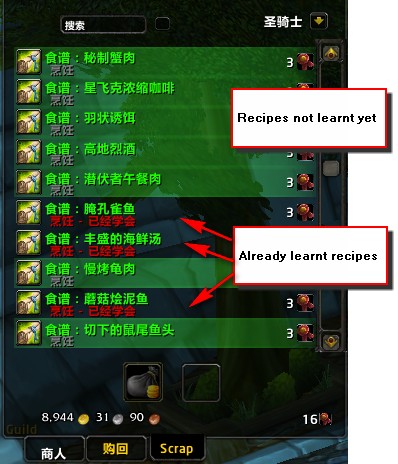 搜索
圣骑士
食谱：秘制蟹肉
烹饪
3
食谱：星飞克浓缩咖啡
烹饪
3
食谱：羽状诱饵
烹饪
食谱：高地烈酒
烹饪
食谱：潜伏者午餐肉
烹饪
3
食谱：腌孔雀鱼
烹饪 - 已经学会
3
食谱：丰盛的海鲜汤
烹饪 - 已经学会
食谱：慢烤龟肉
烹饪
食谱：蘑菇烩泥鱼
烹饪 - 已经学会
3
食谱：切下的鼠尾鱼头
烹饪
3
Recipes not learnt yet
Already learnt recipes
8,944 31 90
16
Guild
商人
购回
Scrap